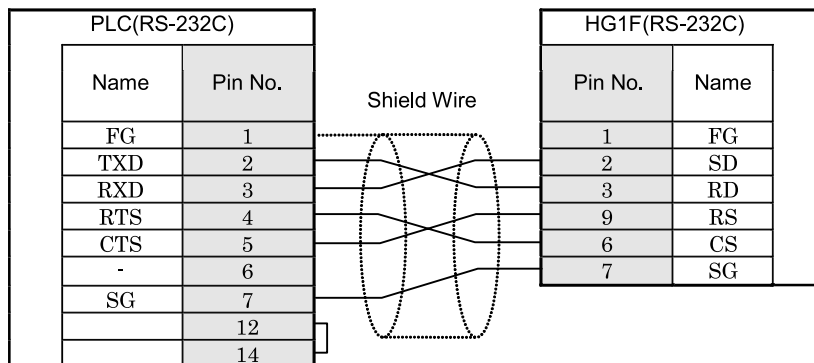 PLC(RS-232C) HG1F(RS-232C)
Name Pin No. Pin No. Name
Shield Wire
FG 1 1 FG
TXD 2 2 SD
RXD 3 3 RD
RTS 4 9 RS
CTS 5 6 CS
- 6 7 SG
SG 7
12
14